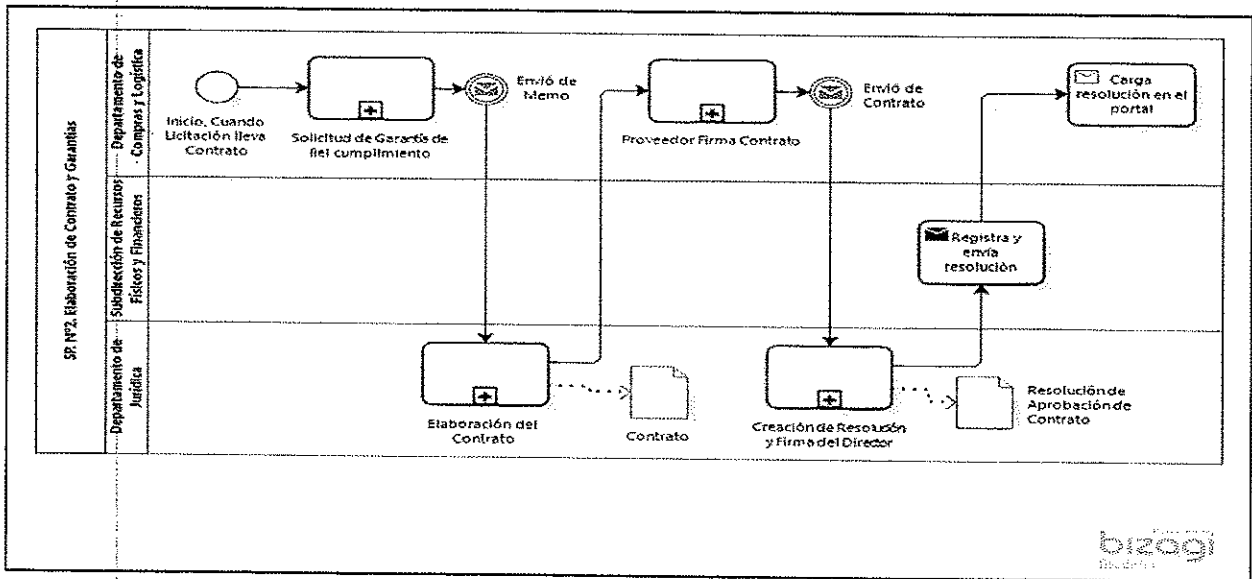 SP. Nº2. Elaboración de Contrato y Garantías
Departamento de
Compras y Logística
Inicio, Cuando
Licitación lleva
Contrato
Solicitud de Garantía de
fiel cumplimiento
Envió de
Memo
Proveedor Firma Contrato
Envió de
Contrato
Carga
resolución en el
portal
Subdirección de Recursos
Físicos y Financieros
Registra y
envía
resolución
Departamento de
Jurídica
Elaboración del
Contrato
Contrato
Creación de Resolución
y Firma del Director
Resolución de
Aprobación de
Contrato
bizagi